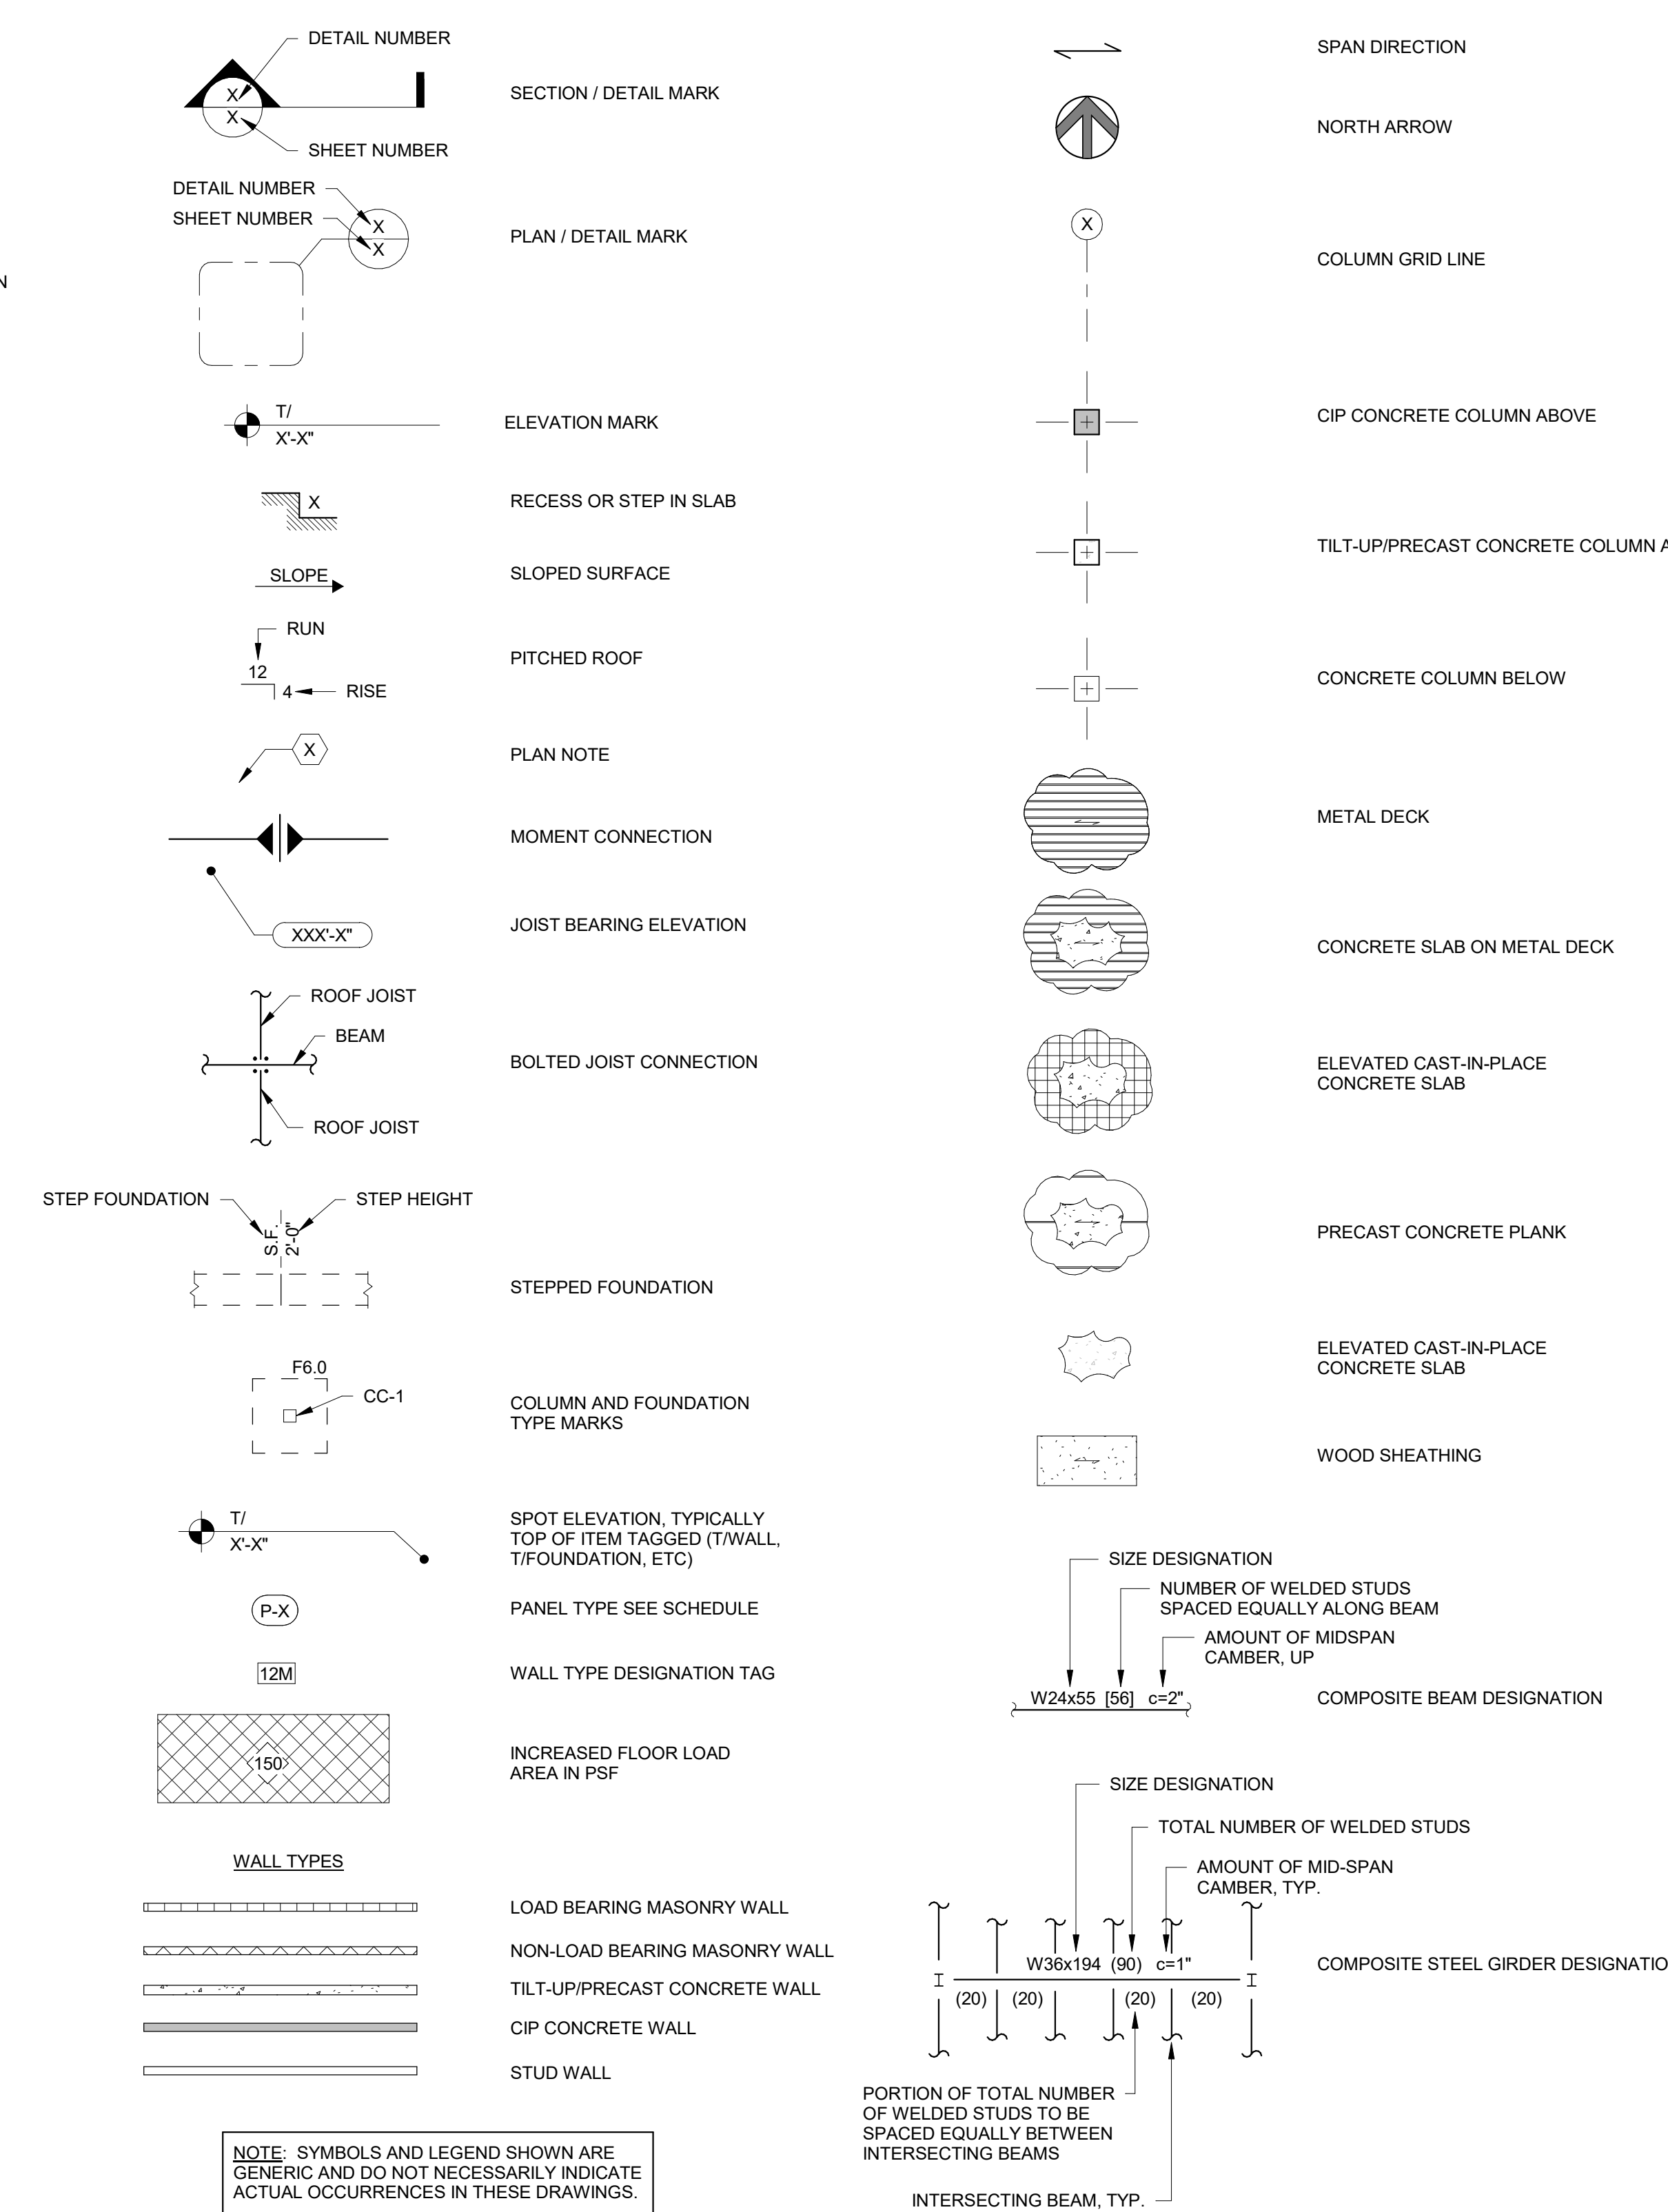 DETAIL NUMBER
X
X
SECTION / DETAIL MARK
SHEET NUMBER
DETAIL NUMBER
SHEET NUMBER
X
X
PLAN / DETAIL MARK
N
T/
X'-X"
ELEVATION MARK
X
RECESS OR STEP IN SLAB
SLOPE
SLOPED SURFACE
RUN
12
4
RISE
PITCHED ROOF
X
PLAN NOTE
MOMENT CONNECTION
XXX'-X"
JOIST BEARING ELEVATION
ROOF JOIST
BEAM
BOLTED JOIST CONNECTION
ROOF JOIST
STEP FOUNDATION
STEP HEIGHT
S.F.
2'-0"
STEPPED FOUNDATION
F6.0
CC-1
COLUMN AND FOUNDATION
TYPE MARKS
T/
X'-X"
SPOT ELEVATION, TYPICALLY
TOP OF ITEM TAGGED (T/WALL,
T/FOUNDATION, ETC)
P-X
PANEL TYPE SEE SCHEDULE
12M
WALL TYPE DESIGNATION TAG
150
INCREASED FLOOR LOAD
AREA IN PSF
WALL TYPES
LOAD BEARING MASONRY WALL
NON-LOAD BEARING MASONRY WALL
TILT-UP/PRECAST CONCRETE WALL
CIP CONCRETE WALL
STUD WALL
NOTE: SYMBOLS AND LEGEND SHOWN ARE
GENERIC AND DO NOT NECESSARILY INDICATE
ACTUAL OCCURRENCES IN THESE DRAWINGS.
SPAN DIRECTION
NORTH ARROW
X
COLUMN GRID LINE
CIP CONCRETE COLUMN ABOVE
TILT-UP/PRECAST CONCRETE COLUMN A
CONCRETE COLUMN BELOW
METAL DECK
CONCRETE SLAB ON METAL DECK
ELEVATED CAST-IN-PLACE
CONCRETE SLAB
PRECAST CONCRETE PLANK
ELEVATED CAST-IN-PLACE
CONCRETE SLAB
WOOD SHEATHING
SIZE DESIGNATION
NUMBER OF WELDED STUDS
SPACED EQUALLY ALONG BEAM
AMOUNT OF MIDSPAN
CAMBER, UP
W24x55 [56] c=2"
COMPOSITE BEAM DESIGNATION
SIZE DESIGNATION
TOTAL NUMBER OF WELDED STUDS
AMOUNT OF MID-SPAN
CAMBER, TYP.
W36x194 (90) c=1"
COMPOSITE STEEL GIRDER DESIGNATIO
(20) (20) (20) (20)
PORTION OF TOTAL NUMBER
OF WELDED STUDS TO BE
SPACED EQUALLY BETWEEN
INTERSECTING BEAMS
INTERSECTING BEAM, TYP.